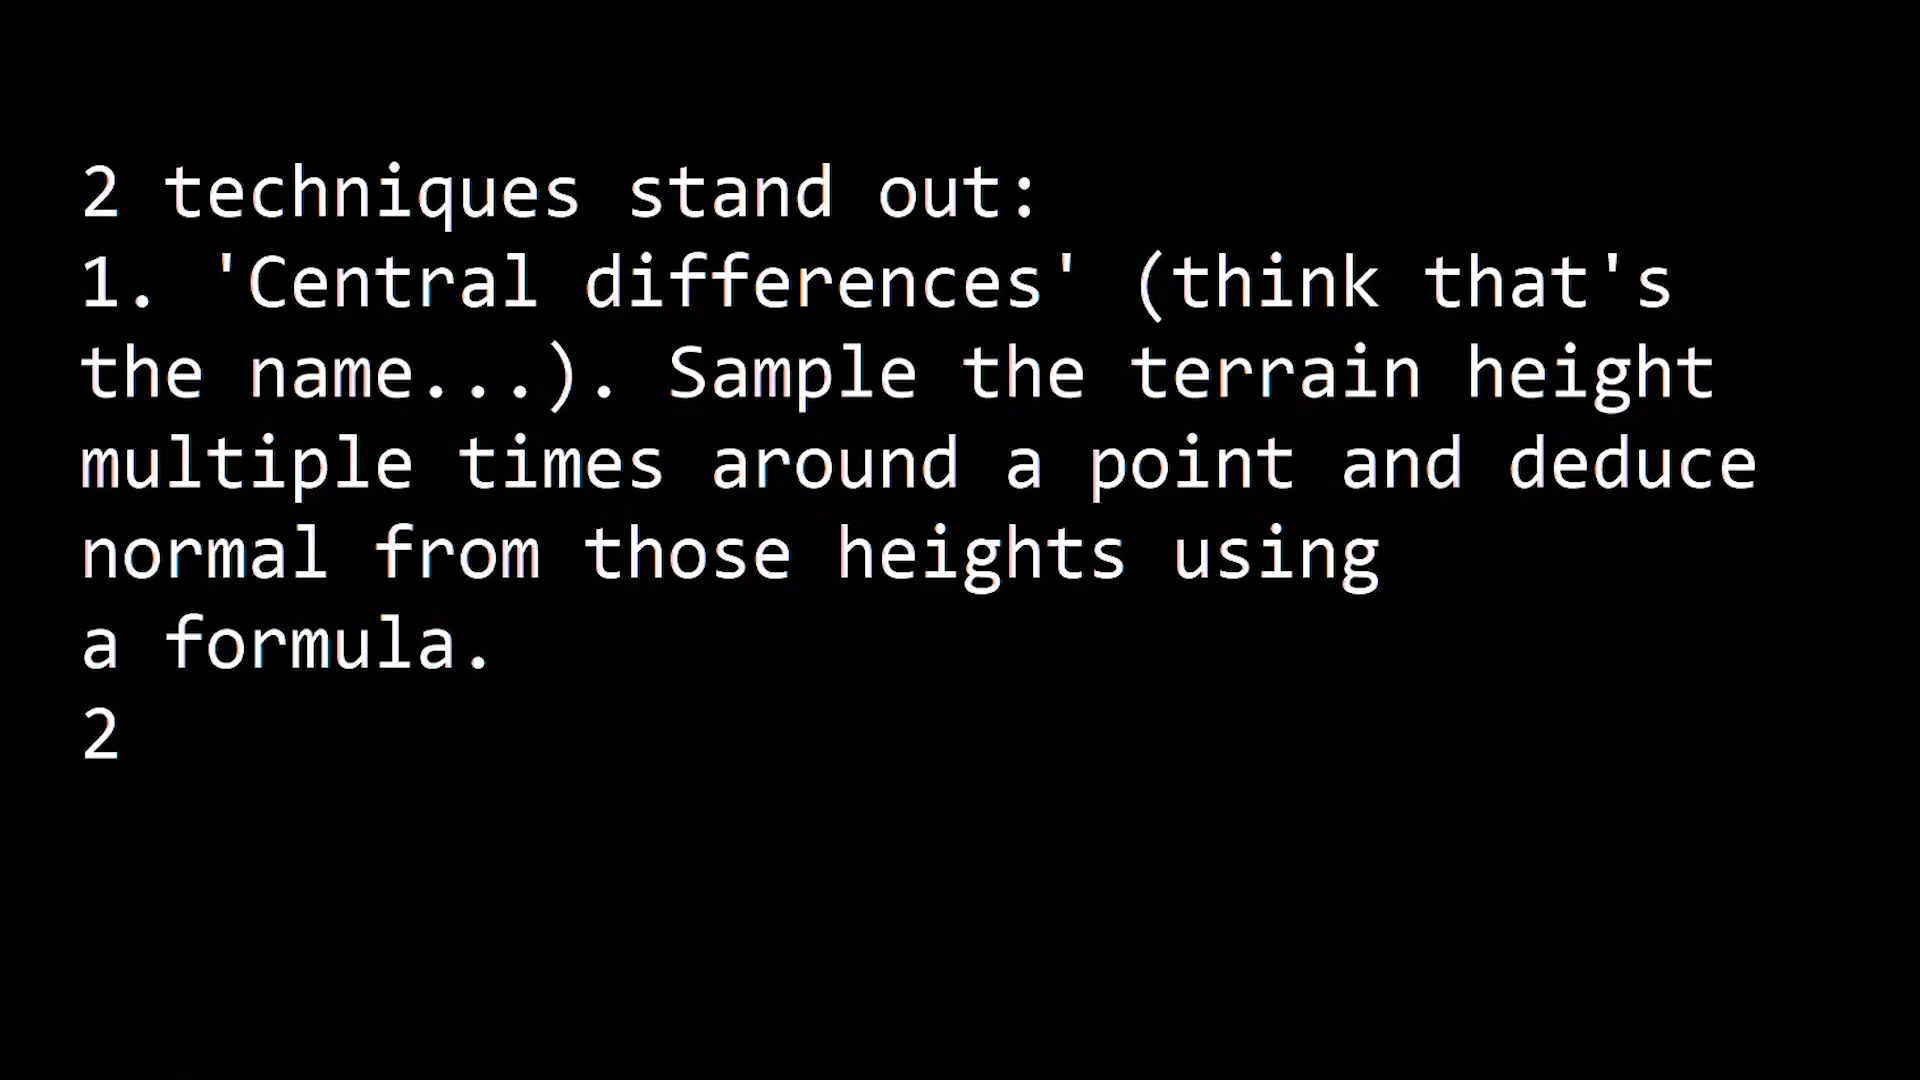 2 techniques stand out:
1. 'Central differences' (think that's
the name...). Sample the terrain height
multiple times around a point and deduce
normal from those heights using
a formula.
2